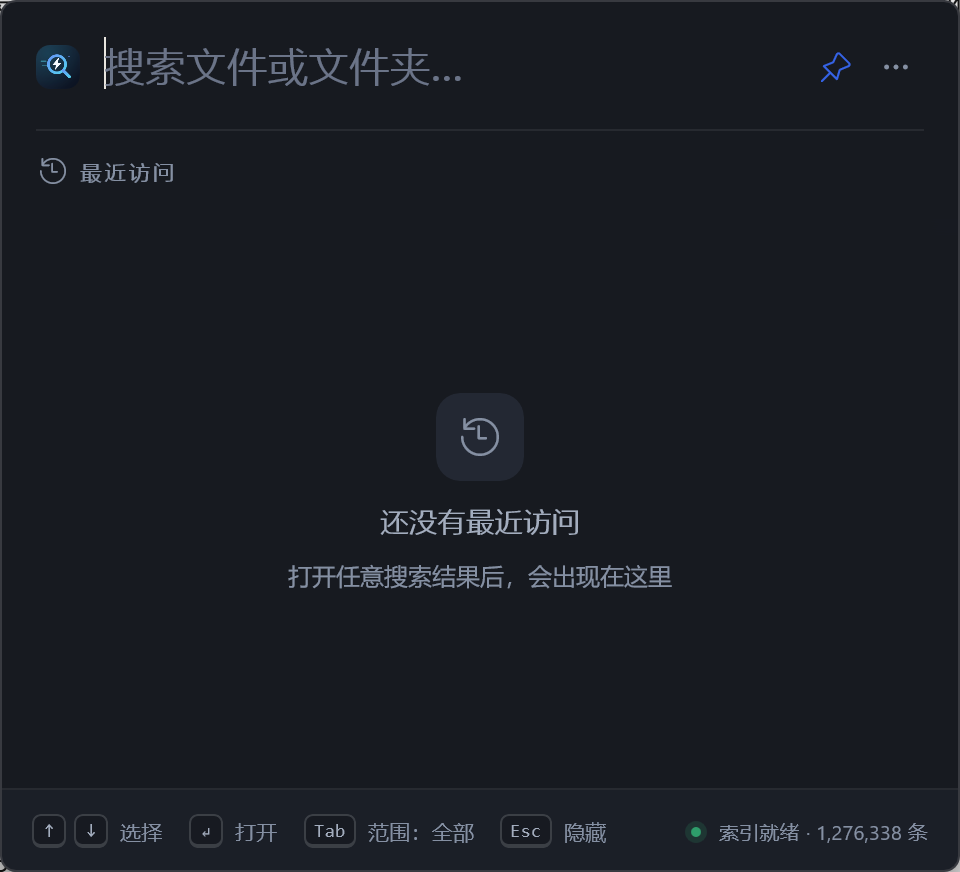 搜索文件或文件夹...
最近访问
还没有最近访问
打开任意搜索结果后，会出现在这里
↑ ↓ 选择 ↵ 打开 Tab 范围：全部 Esc 隐藏 索引就绪 · 1,276,338 条